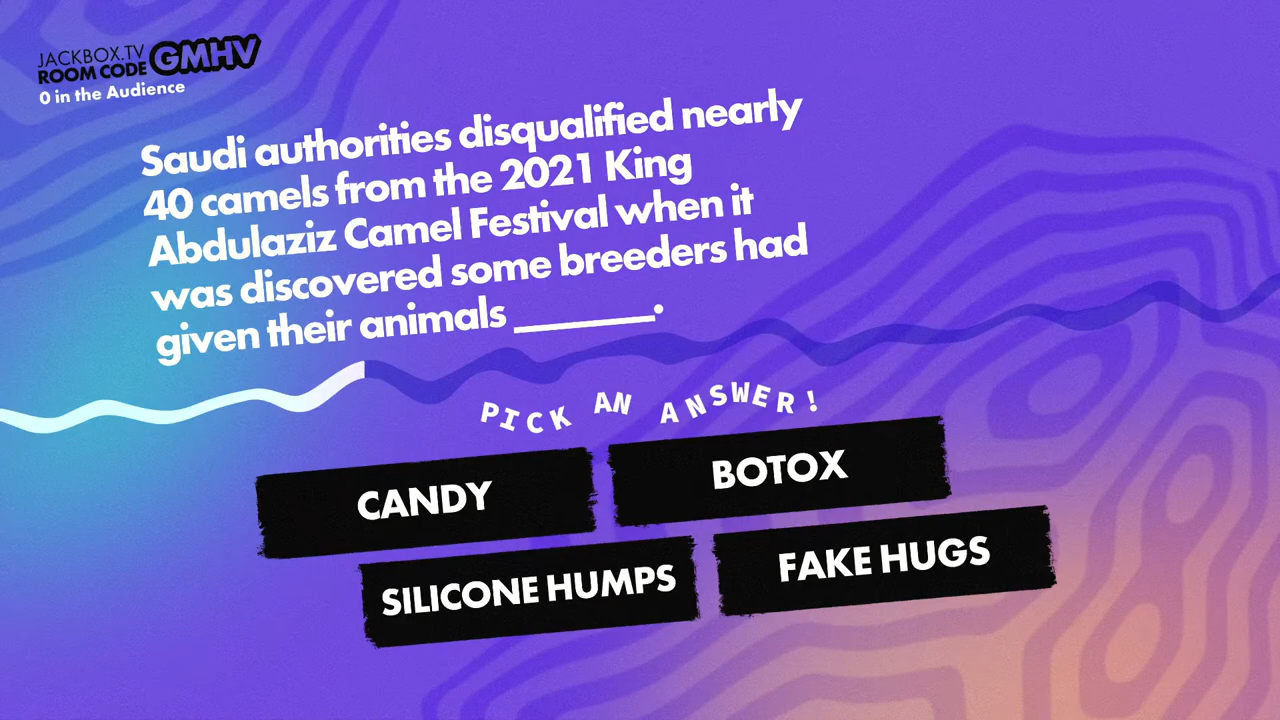 JACKBOX.TV
ROOM CODE GMHV
0 in the Audience
Saudi authorities disqualified nearly
40 camels from the 2021 King
Abdulaziz Camel Festival when it
was discovered some breeders had
given their animals ________.
PICK AN ANSWER!
CANDY
BOTOX
SILICONE HUMPS
FAKE HUGS